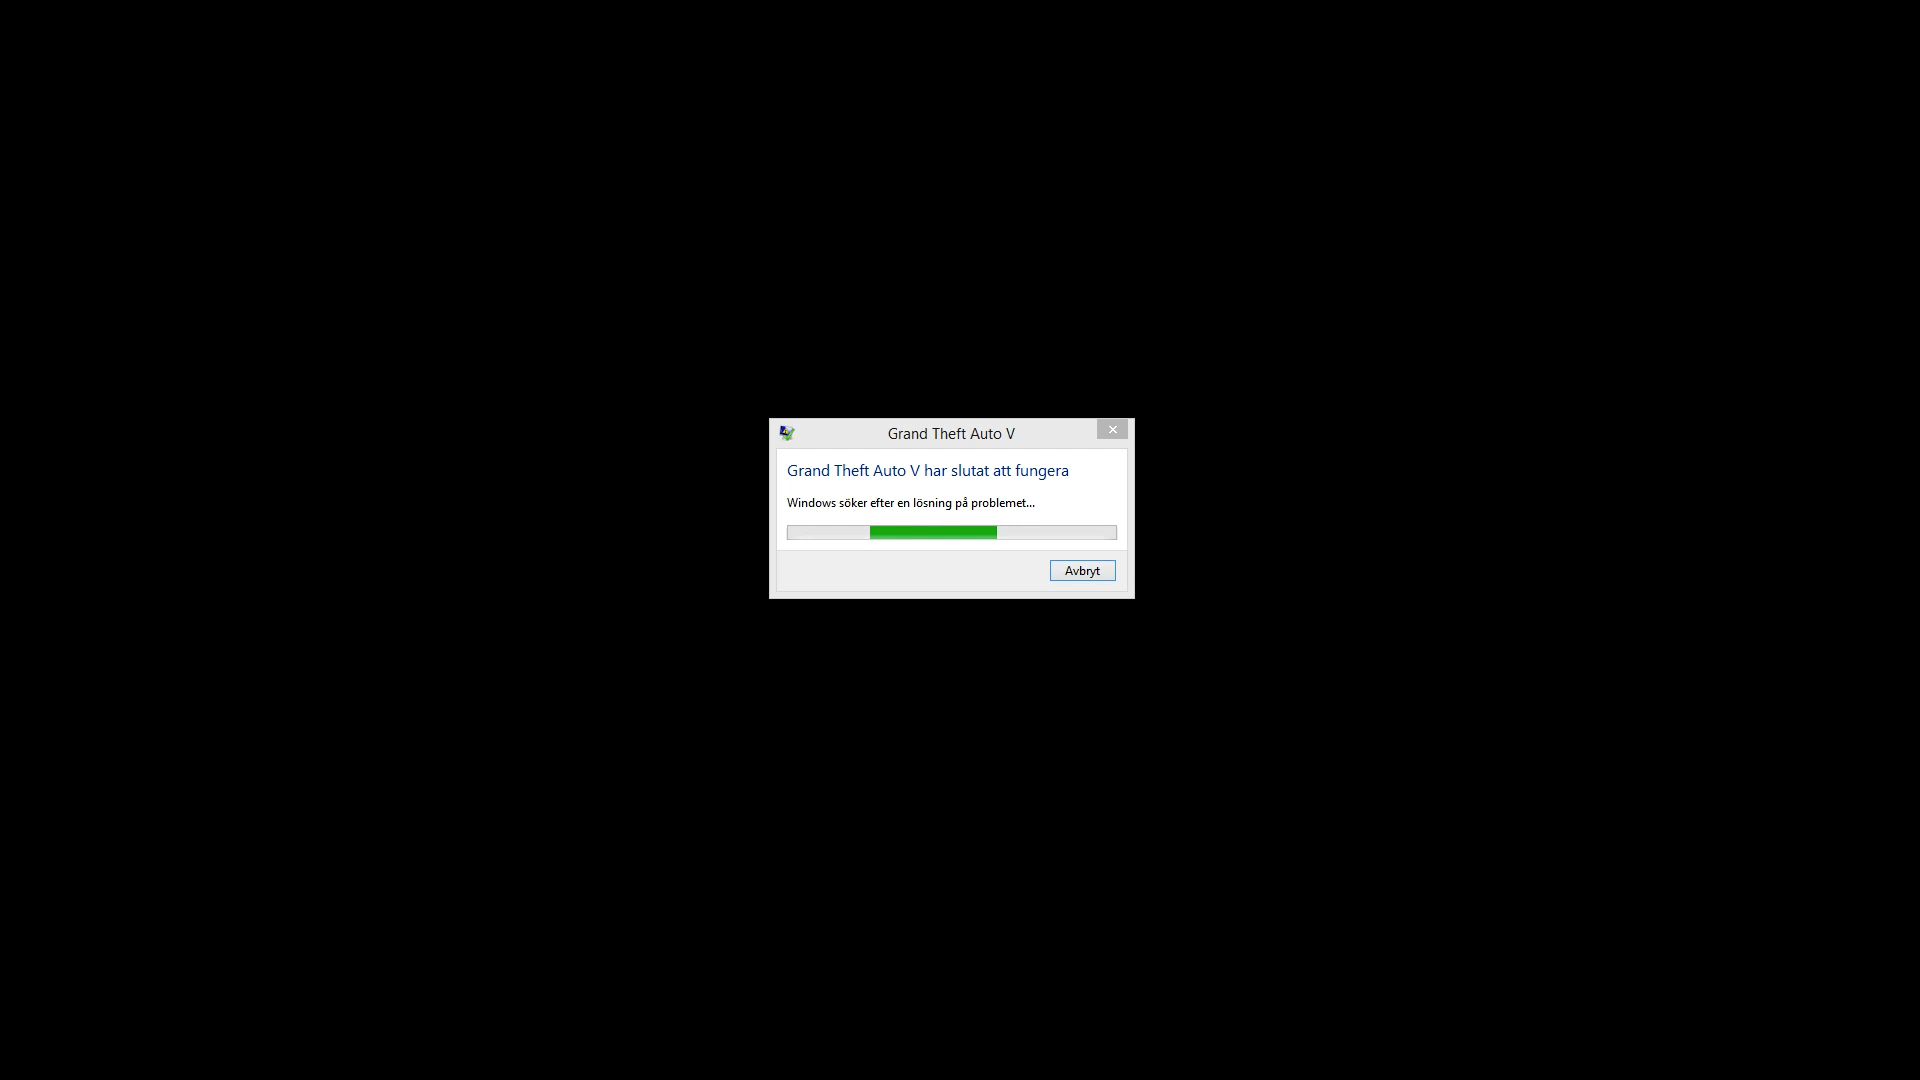 Grand Theft Auto V
Grand Theft Auto V har slutat att fungera
Windows söker efter en lösning på problemet...
Avbryt